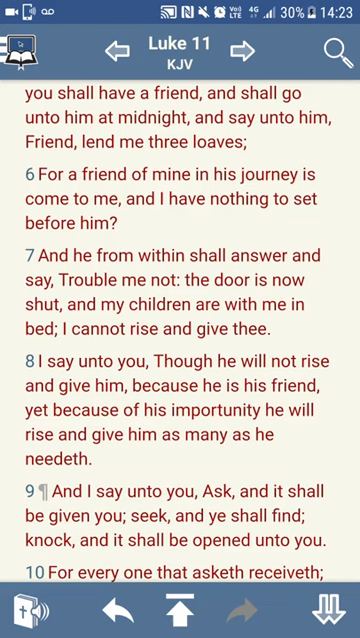 30% 14:23
Luke 11
KJV
you shall have a friend, and shall go
unto him at midnight, and say unto him,
Friend, lend me three loaves;
6 For a friend of mine in his journey is
come to me, and I have nothing to set
before him?
7 And he from within shall answer and
say, Trouble me not: the door is now
shut, and my children are with me in
bed; I cannot rise and give thee.
8 I say unto you, Though he will not rise
and give him, because he is his friend,
yet because of his importunity he will
rise and give him as many as he
needeth.
9 ¶ And I say unto you, Ask, and it shall
be given you; seek, and ye shall find;
knock, and it shall be opened unto you.
10 For every one that asketh receiveth;